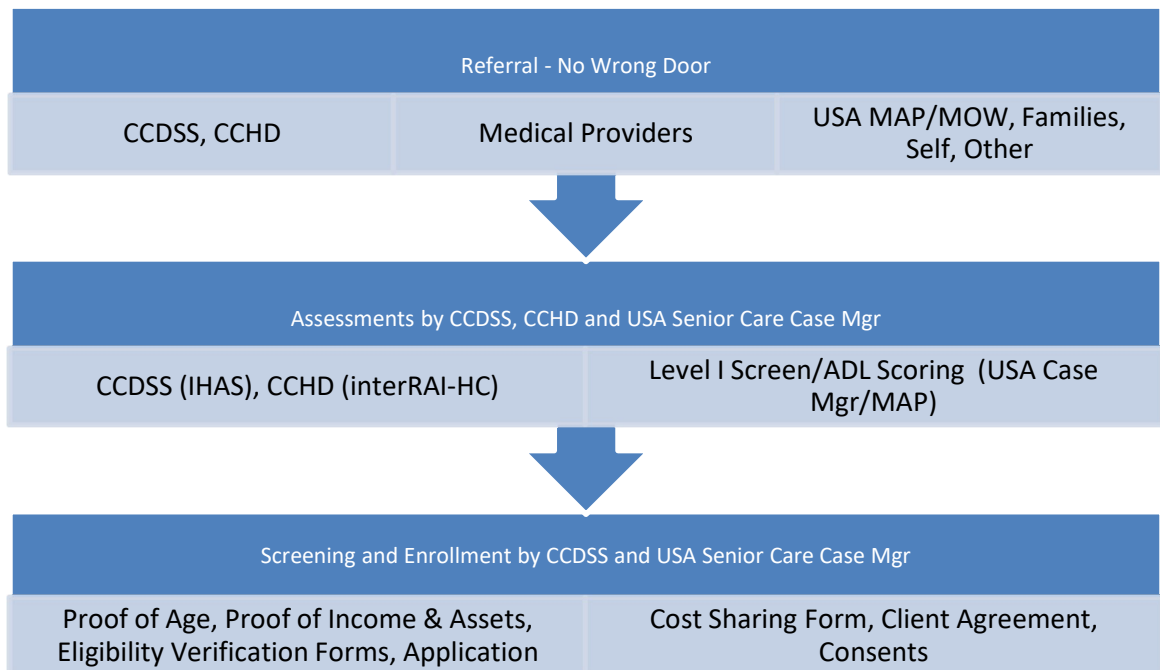 Referral - No Wrong Door
CCDSS, CCHD
Medical Providers
USA MAP/MOW, Families,
Self, Other
Assessments by CCDSS, CCHD and USA Senior Care Case Mgr
CCDSS (IHAS), CCHD (interRAI-HC)
Level I Screen/ADL Scoring  (USA Case
Mgr/MAP)
Screening and Enrollment by CCDSS and USA Senior Care Case Mgr
Proof of Age, Proof of Income & Assets,
Eligibility Verification Forms, Application
Cost Sharing Form, Client Agreement,
Consents